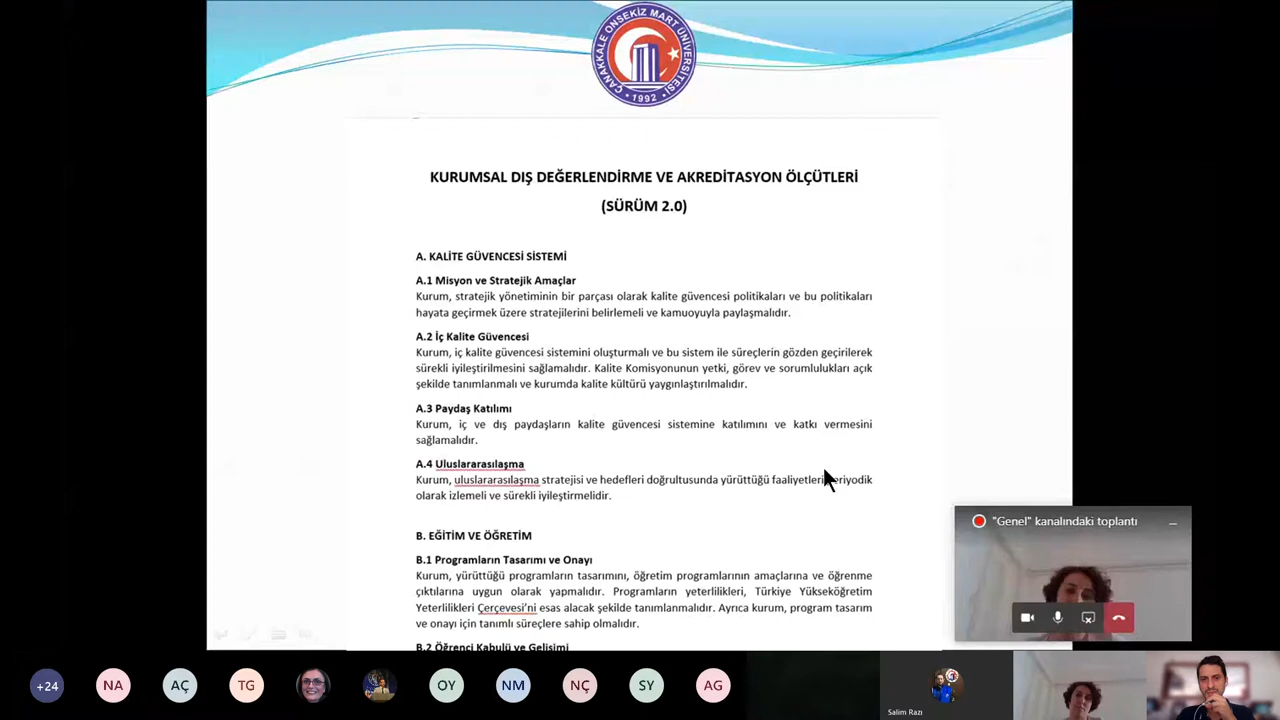 ÇANAKKALE ONSEKİZ MART ÜNİVERSİTESİ
• 1992 •
KURUMSAL DIŞ DEĞERLENDİRME VE AKREDİTASYON ÖLÇÜTLERİ
(SÜRÜM 2.0)
A. KALİTE GÜVENCESİ SİSTEMİ
A.1 Misyon ve Stratejik Amaçlar
Kurum, stratejik yönetiminin bir parçası olarak kalite güvencesi politikaları ve bu politikaları
hayata geçirmek üzere stratejilerini belirlemeli ve kamuoyuyla paylaşmalıdır.
A.2 İç Kalite Güvencesi
Kurum, iç kalite güvencesi sistemini oluşturmalı ve bu sistem ile süreçlerin gözden geçirilerek
sürekli iyileştirilmesini sağlamalıdır. Kalite Komisyonunun yetki, görev ve sorumlulukları açık
şekilde tanımlanmalı ve kurumda kalite kültürü yaygınlaştırılmalıdır.
A.3 Paydaş Katılımı
Kurum, iç ve dış paydaşların kalite güvencesi sistemine katılımını ve katkı vermesini
sağlamalıdır.
A.4 Uluslararasılaşma
Kurum, uluslararasılaşma stratejisi ve hedefleri doğrultusunda yürüttüğü faaliyetleri eriyodik
olarak izlemeli ve sürekli iyileştirmelidir.
B. EĞİTİM VE ÖĞRETİM
B.1 Programların Tasarımı ve Onayı
Kurum, yürüttüğü programların tasarımını, öğretim programlarının amaçlarına ve öğrenme
çıktılarına uygun olarak yapmalıdır. Programların yeterlilikleri, Türkiye Yükseköğretim
Yeterlilikleri Çerçevesi'ni esas alacak şekilde tanımlanmalıdır. Ayrıca kurum, program tasarım
ve onayı için tanımlı süreçlere sahip olmalıdır.
B.2 Öğrenci Kabulü ve Gelişimi
"Genel" kanalındaki toplantı
+24 NA AÇ TG OY NM NÇ SY AG
Salim Razı